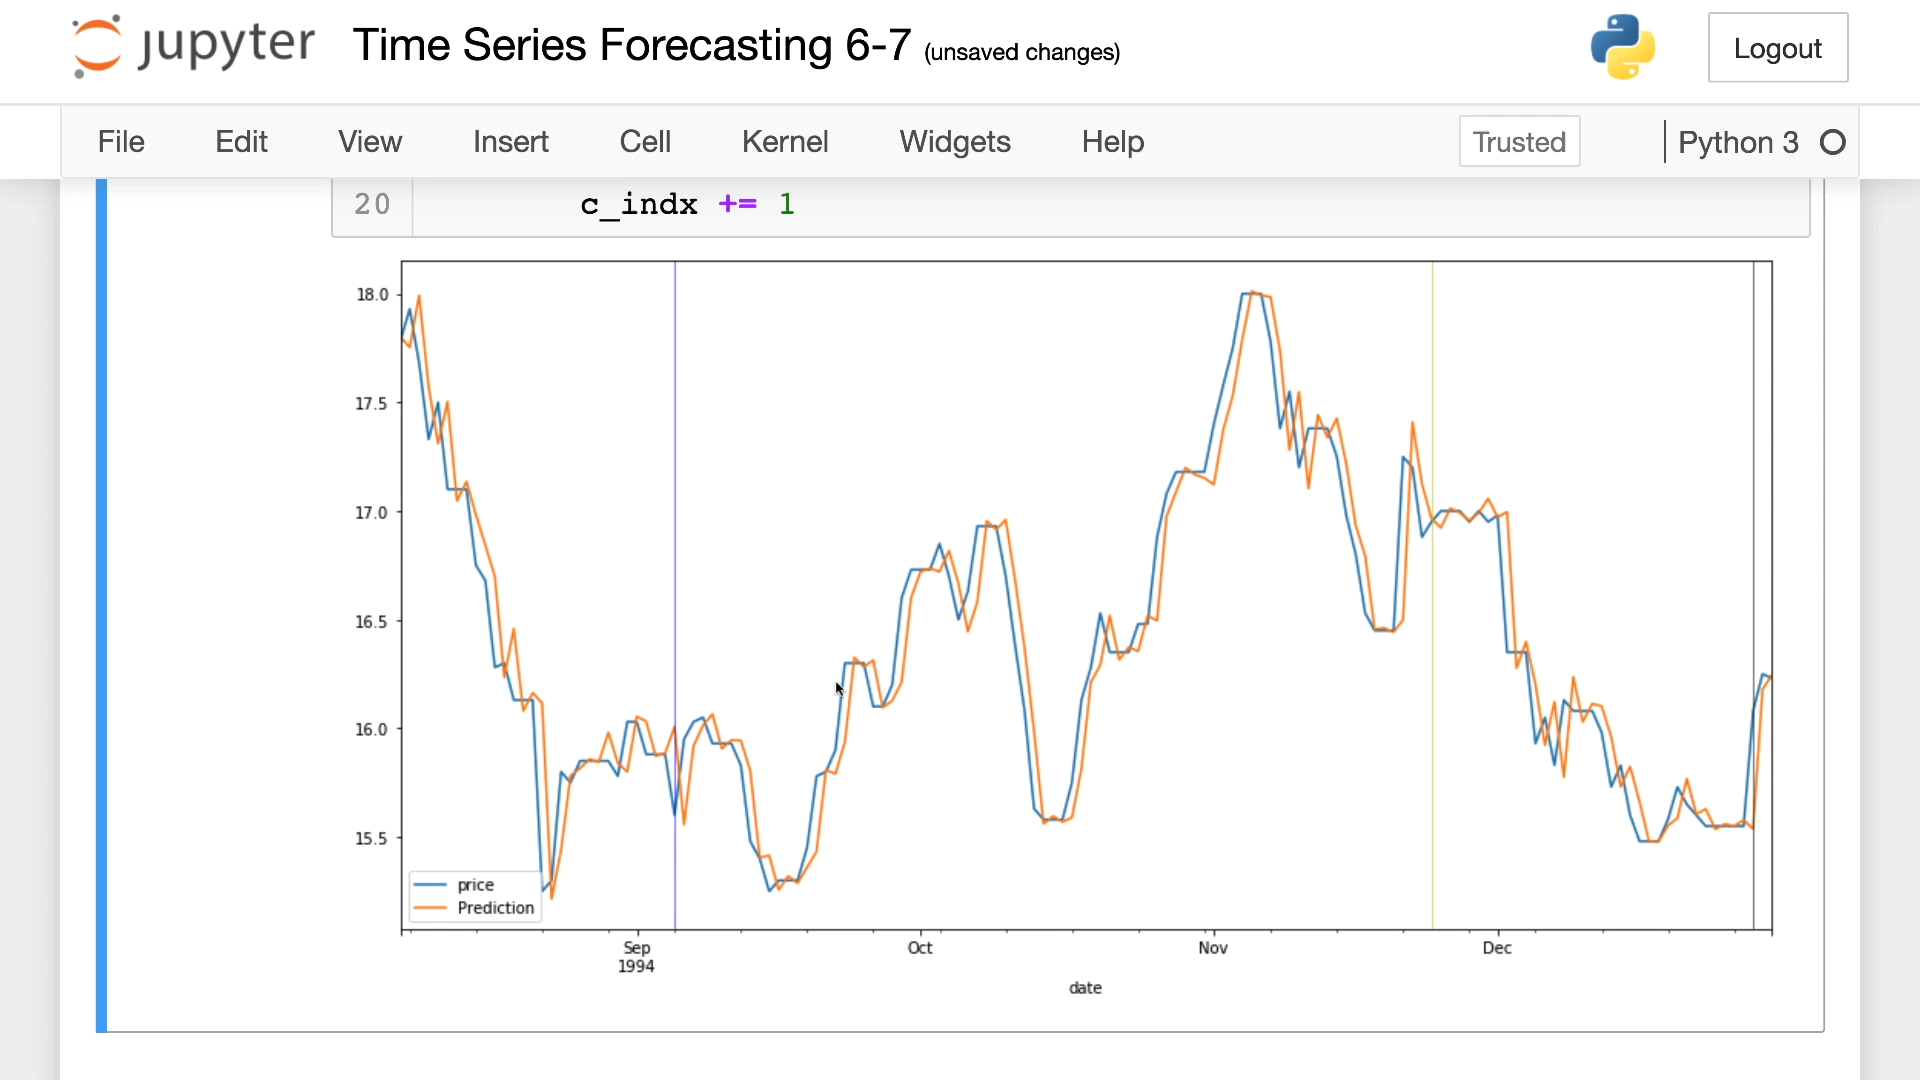 jupyter Time Series Forecasting 6-7 (unsaved changes) Logout
File Edit View Insert Cell Kernel Widgets Help Trusted Python 3
20 c_indx += 1
18.0
17.5
17.0
16.5
16.0
15.5
price
Prediction
Sep Oct Nov Dec
1994
date